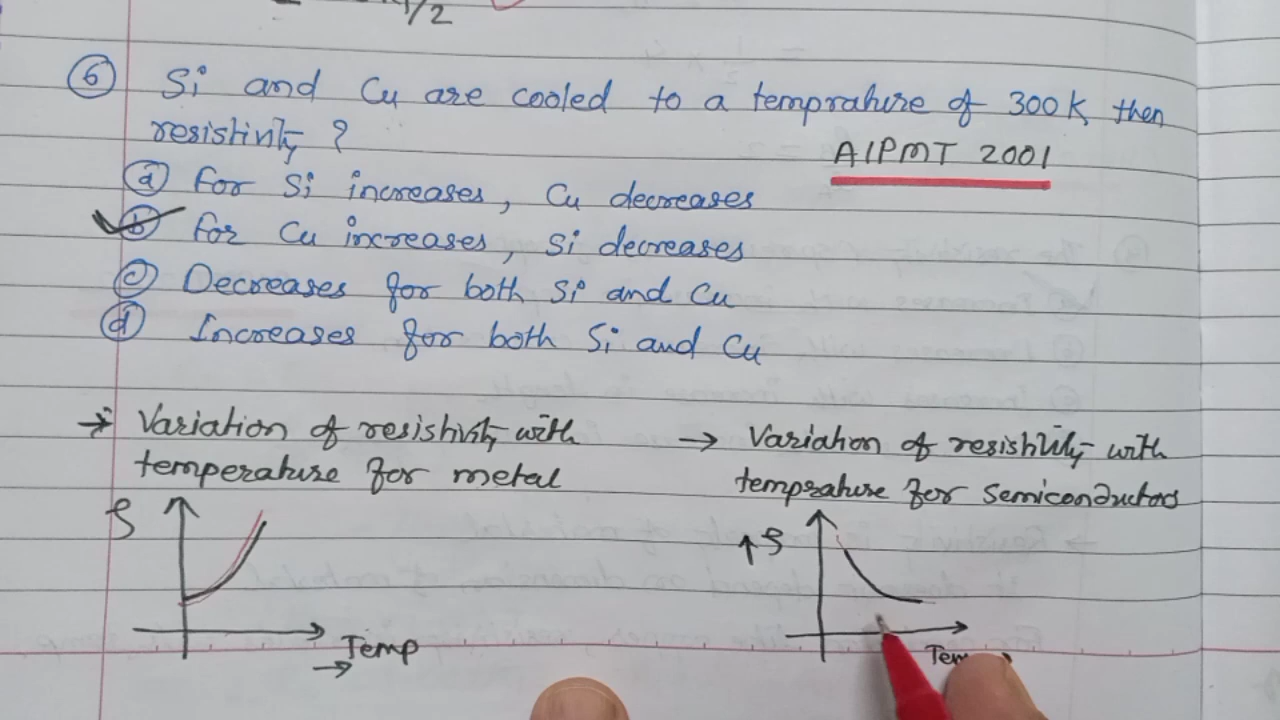 ⑥ Si and Cu are cooled to a temprature of 300K, then
resistivity ?
AIPMT 2001
ⓐ For Si increases, Cu decreases
ⓑ For Cu increases, Si decreases
ⓒ Decreases for both Si and Cu
ⓓ Increases for both Si and Cu
→ Variation of resistivity with
temperature for metal
→ Variation of resistility with
temprature for semiconductors
ρ
→ Temp
↑ρ